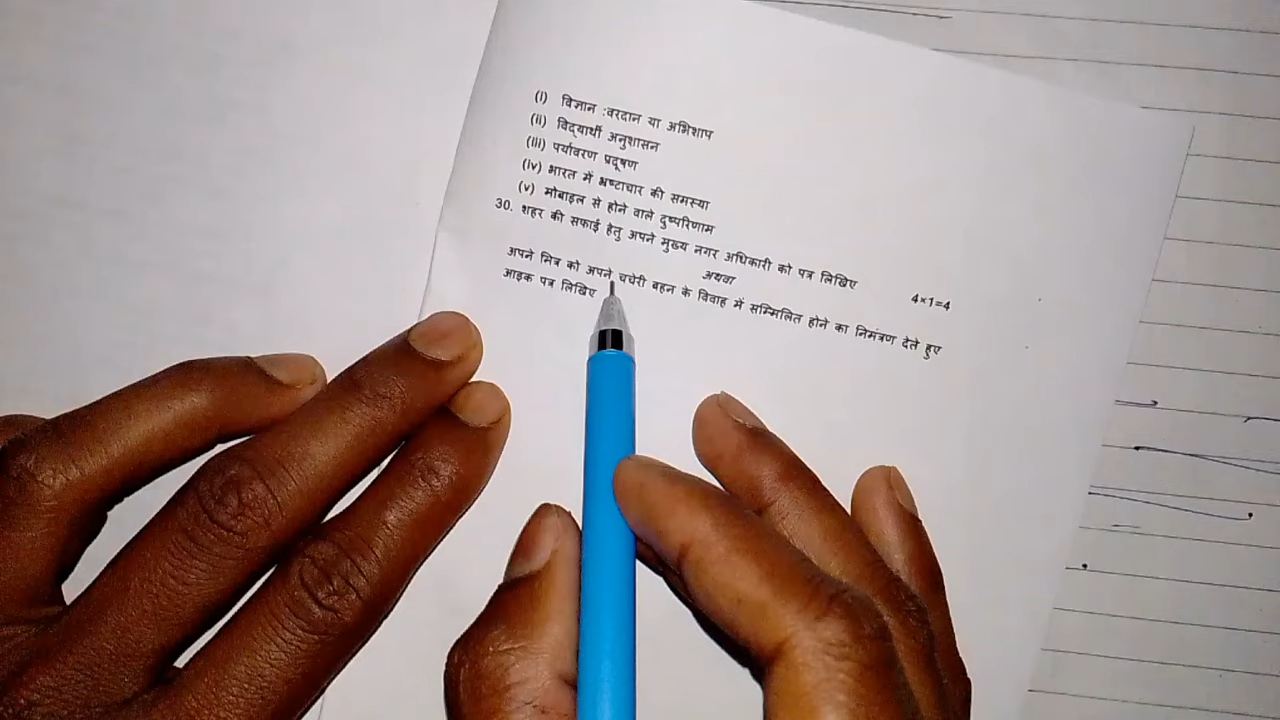 (i) विज्ञान :वरदान या अभिशाप
(ii) विद्यार्थी अनुशासन
(iii) पर्यावरण प्रदूषण
(iv) भारत में भ्रष्टाचार की समस्या
(v) मोबाइल से होने वाले दुष्परिणाम
30. शहर की सफाई हेतु अपने मुख्य नगर अधिकारी को पत्र लिखिए 4×1=4
अथवा
अपने मित्र को अपने चचेरी बहन के विवाह में सम्मिलित होने का निमंत्रण देते हुए
आइक पत्र लिखिए